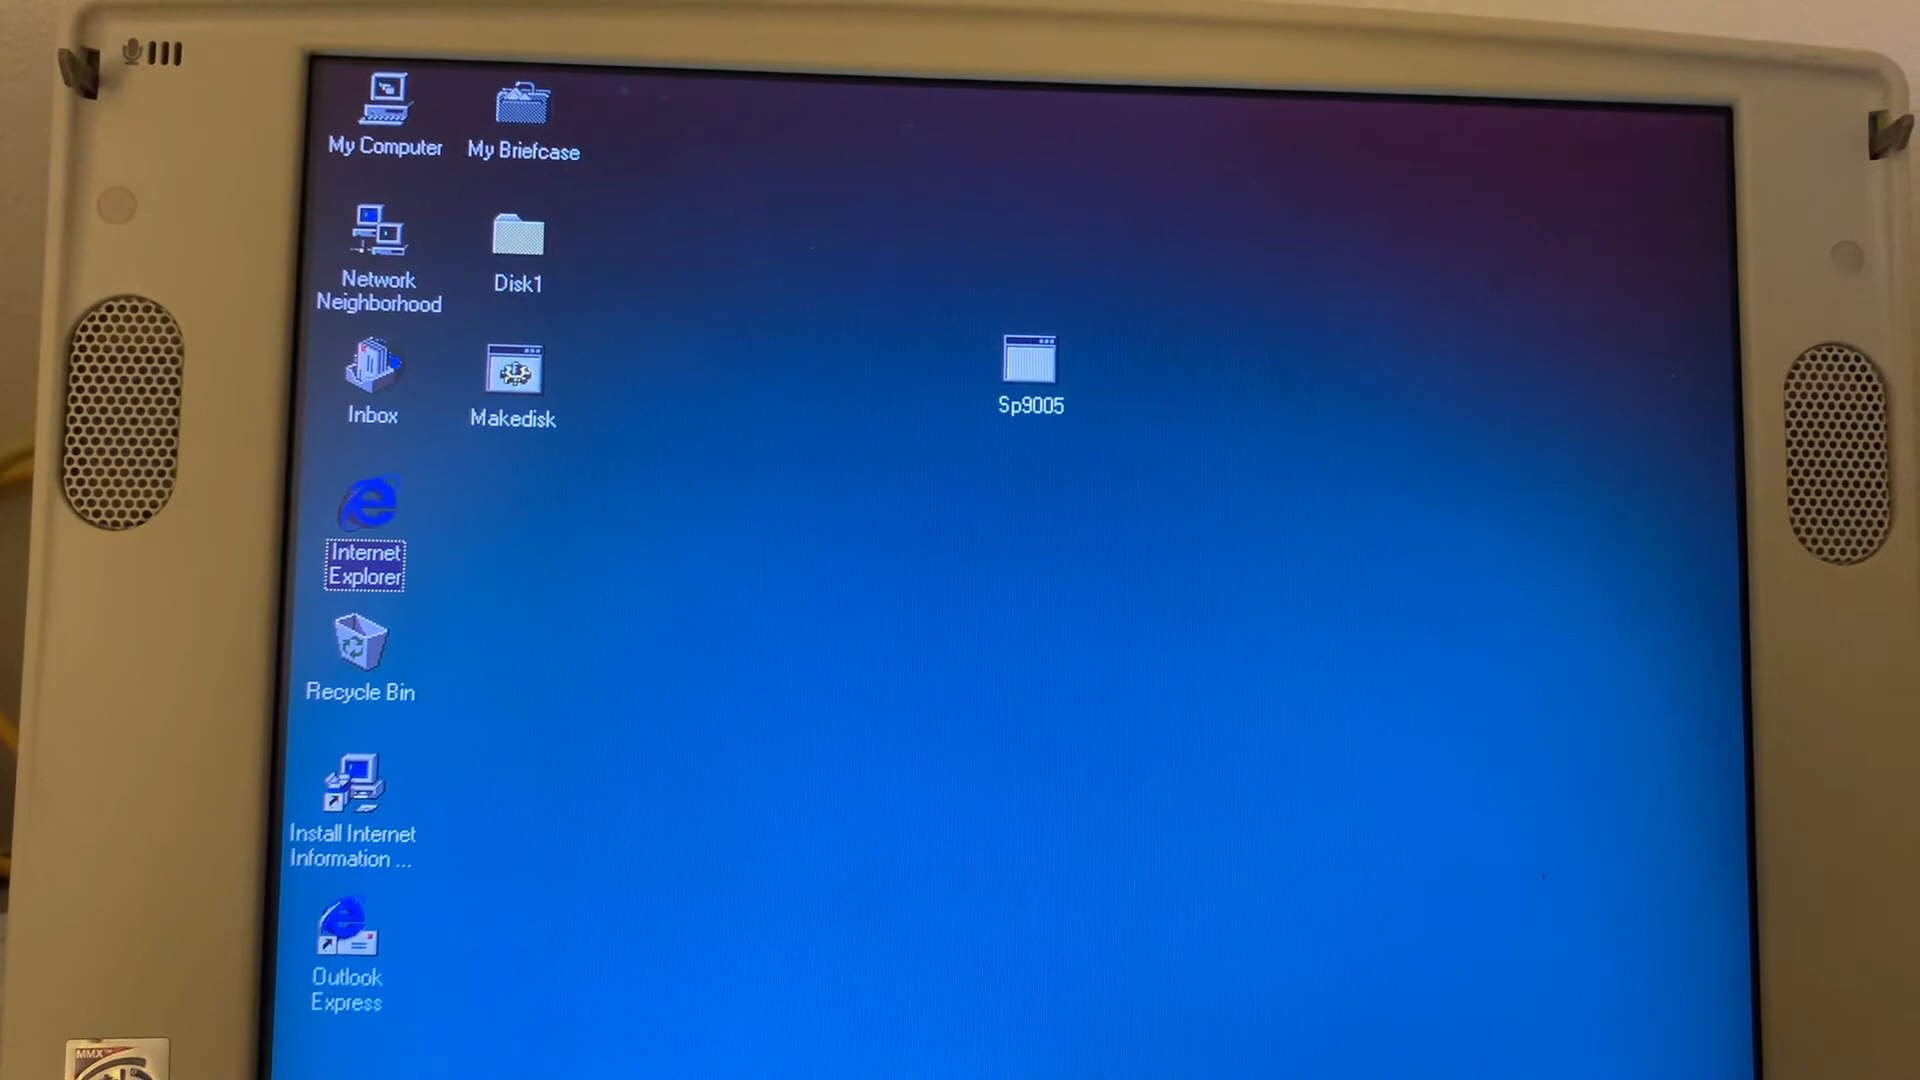 My Computer
My Briefcase
Network
Neighborhood
Disk1
Inbox
Makedisk
Sp9005
Internet
Explorer
Recycle Bin
Install Internet
Information ...
Outlook
Express
MMX™